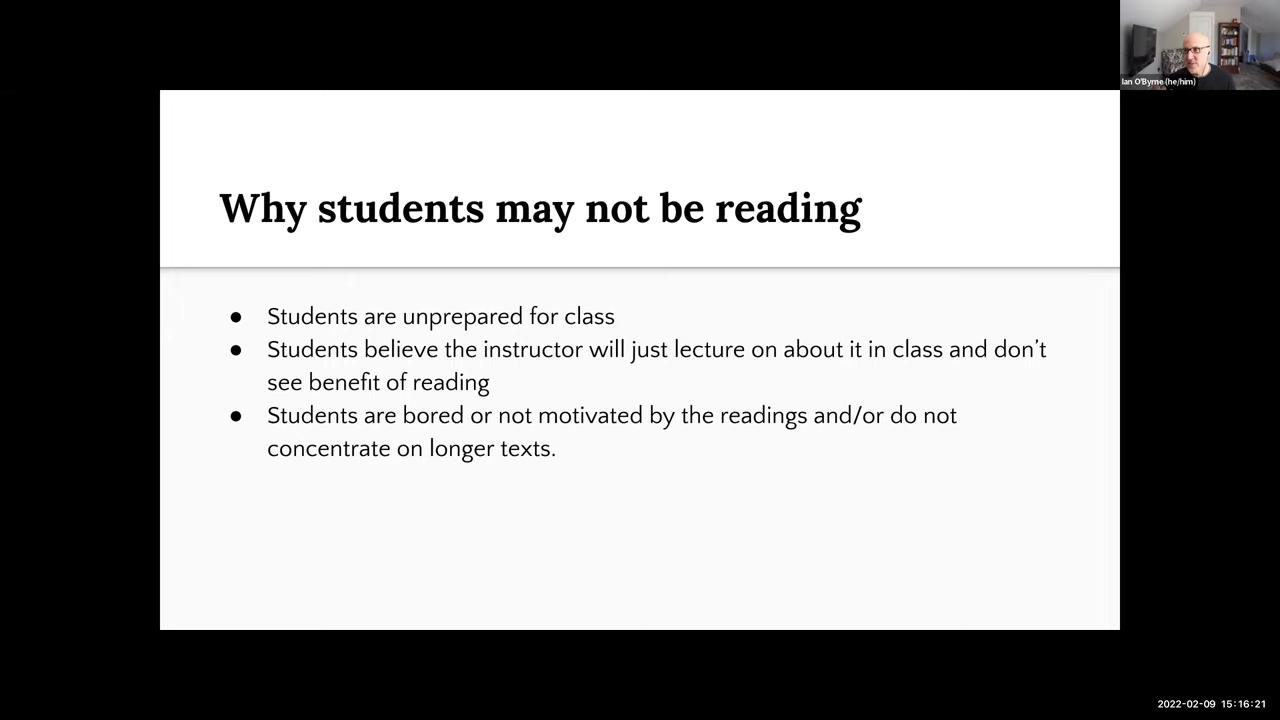 Ian O'Byrne (he/him)
Why students may not be reading
● Students are unprepared for class
● Students believe the instructor will just lecture on about it in class and don’t
see benefit of reading
● Students are bored or not motivated by the readings and/or do not
concentrate on longer texts.
2022-02-09 15:16:21